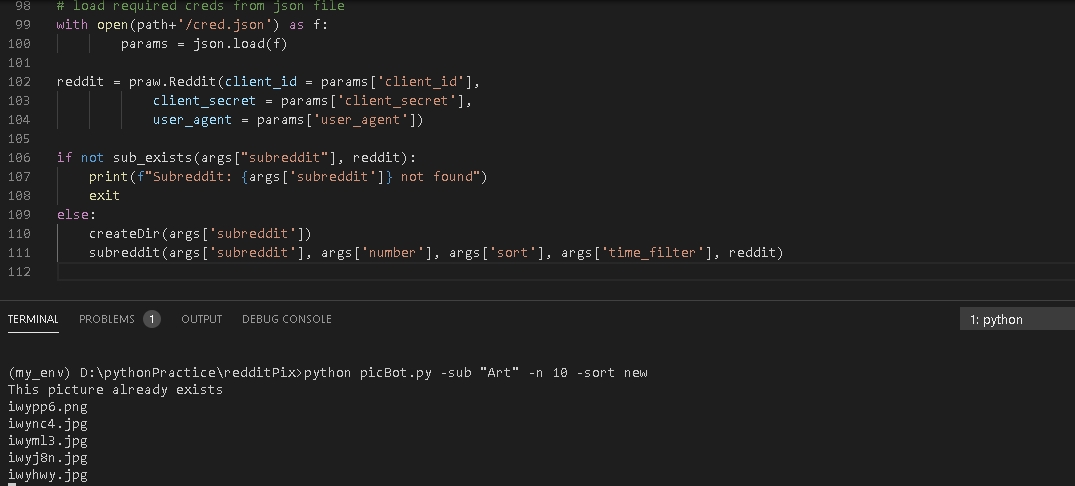 98 # load required creds from json file
99 with open(path+'/cred.json') as f:
100 params = json.load(f)
101
102 reddit = praw.Reddit(client_id = params['client_id'],
103 client_secret = params['client_secret'],
104 user_agent = params['user_agent'])
105
106 if not sub_exists(args["subreddit"], reddit):
107 print(f"Subreddit: {args['subreddit']} not found")
108 exit
109 else:
110 createDir(args['subreddit'])
111 subreddit(args['subreddit'], args['number'], args['sort'], args['time_filter'], reddit)
112
TERMINAL PROBLEMS 1 OUTPUT DEBUG CONSOLE 1: python
(my_env) D:\pythonPractice\redditPix>python picBot.py -sub "Art" -n 10 -sort new
This picture already exists
iwypp6.png
iwync4.jpg
iwyml3.jpg
iwyj8n.jpg
iwyhwy.jpg